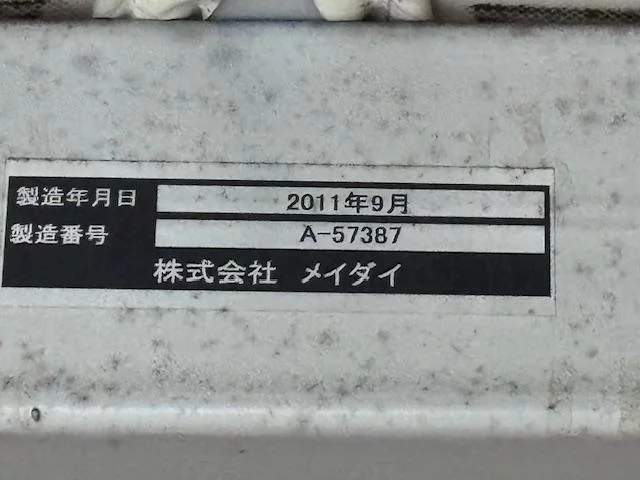 製造年月日 2011年9月
製造番号 A-57387
株式会社 メイダイ